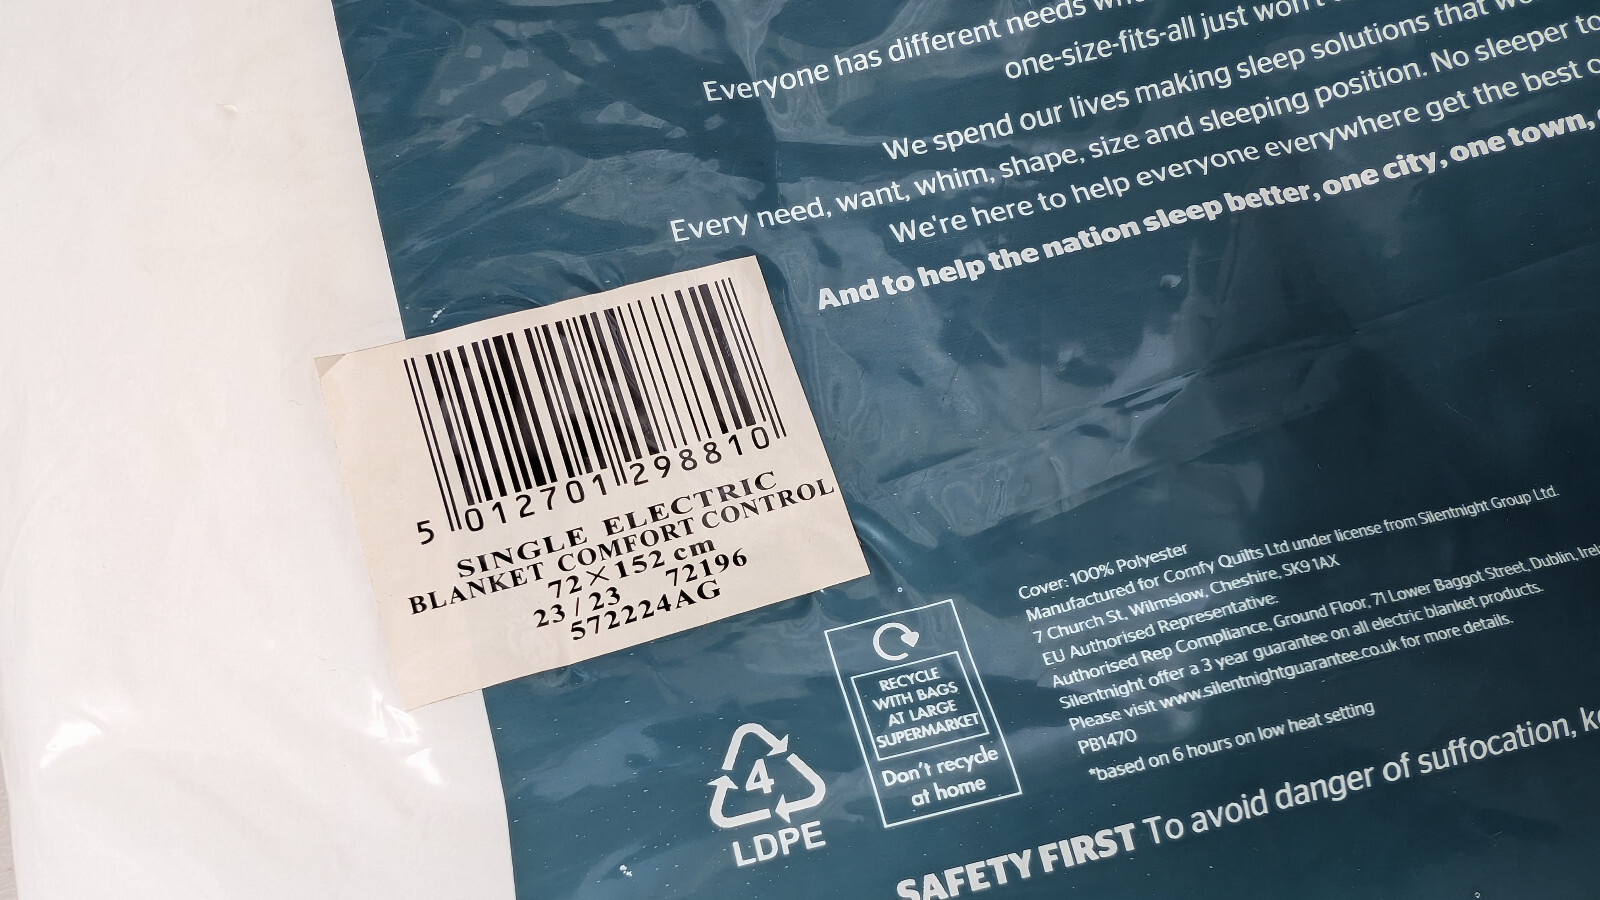 Everyone has different needs
one-size-fits-all just won't
We spend our lives making sleep solutions that
Every need, want, whim, shape, size and sleeping position. No sleeper to
We're here to help everyone everywhere get the best
And to help the nation sleep better, one city, one town,
5 012701 298810
SINGLE ELECTRIC
BLANKET COMFORT CONTROL
72×152 cm
23/23 72196
572224AG
Cover: 100% Polyester
Manufactured for Comfy Quilts Ltd under license from Silentnight Group Ltd.
7 Church St, Wilmslow, Cheshire, SK9 1AX
EU Authorised Representative:
Authorised Rep Compliance, Ground Floor, 71 Lower Baggot Street, Dublin,
Silentnight offer a 3 year guarantee on all electric blanket products.
Please visit www.silentnightguarantee.co.uk for more details.
PB1470
*based on 6 hours on low heat setting
RECYCLE
WITH BAGS
AT LARGE
SUPERMARKET
Don't recycle
at home
4
LDPE
SAFETY FIRST To avoid danger of suffocation,